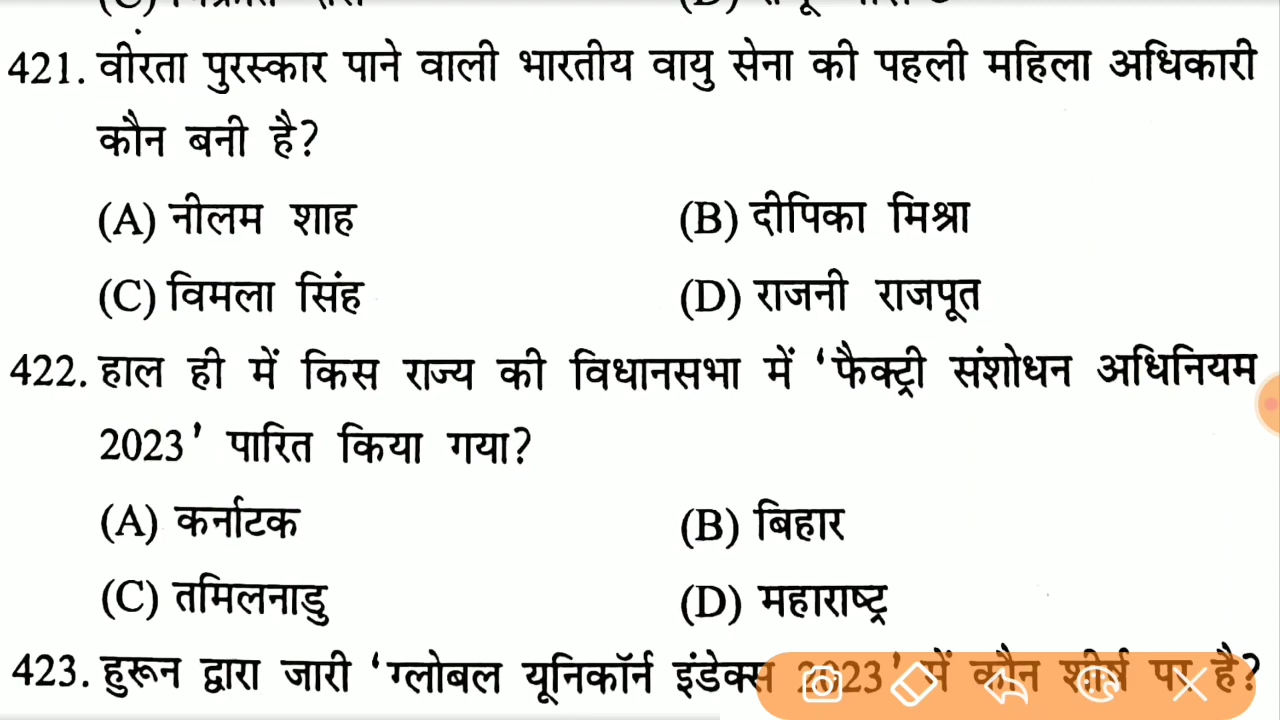 421. वीरता पुरस्कार पाने वाली भारतीय वायु सेना की पहली महिला अधिकारी
कौन बनी है?
(A) नीलम शाह (B) दीपिका मिश्रा
(C) विमला सिंह (D) राजनी राजपूत
422. हाल ही में किस राज्य की विधानसभा में ‘फैक्ट्री संशोधन अधिनियम
2023’ पारित किया गया?
(A) कर्नाटक (B) बिहार
(C) तमिलनाडु (D) महाराष्ट्र
423. हुरून द्वारा जारी ‘ग्लोबल यूनिकॉर्न इंडेक्स 2023’ में कौन शीर्ष पर है?